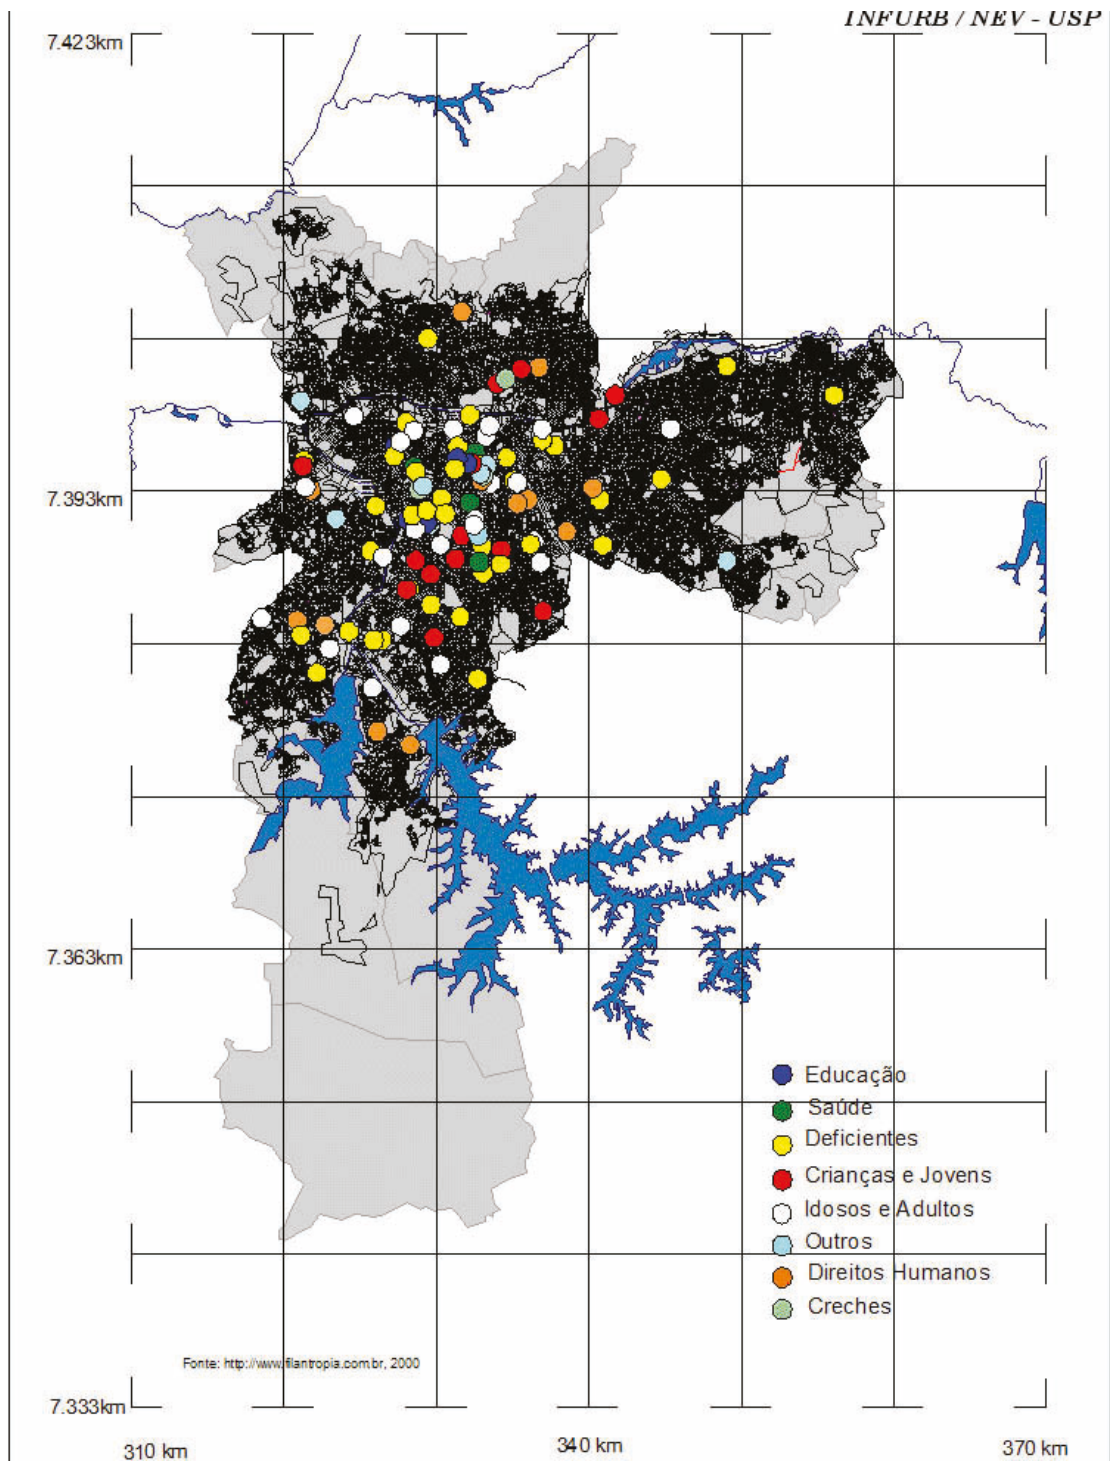 INFURB / NEV - USP
7.423km
7.393km
7.363km
Educação
Saúde
Deficientes
Crianças e Jovens
Idosos e Adultos
Outros
Direitos Humanos
Creches
Fonte: http://www.filantropia.com.br, 2000
7.333km
310 km
340 km
370 km